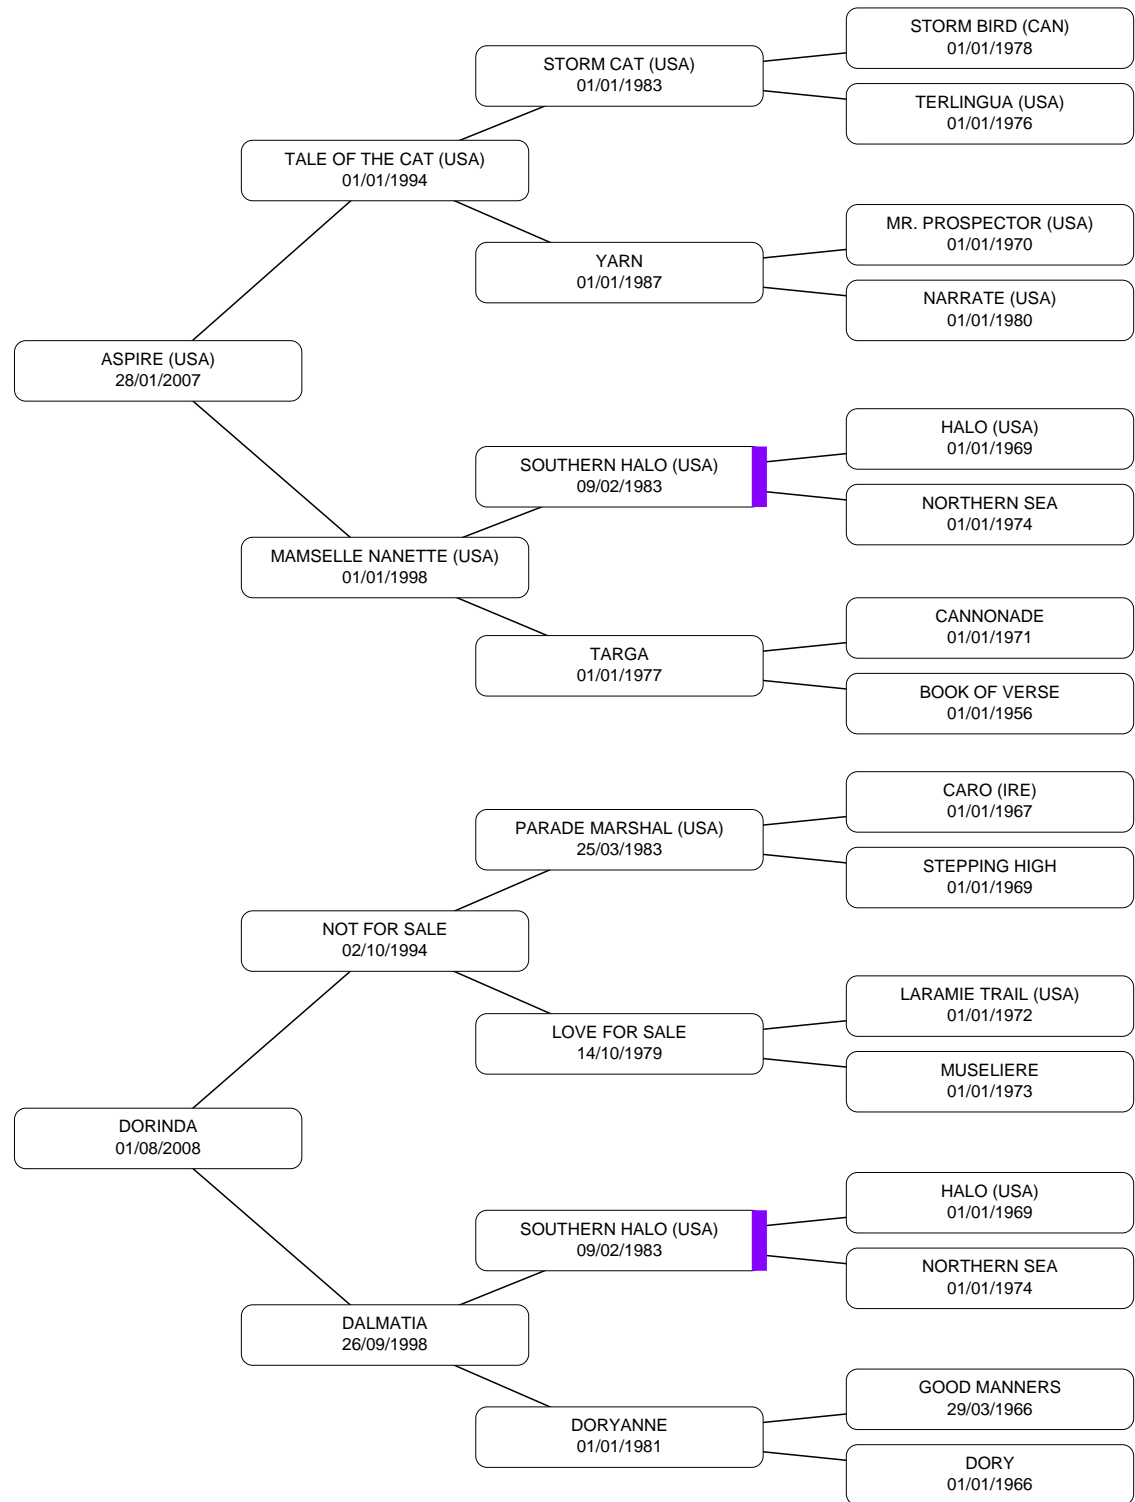 STORM BIRD (CAN)
01/01/1978
STORM CAT (USA)
01/01/1983
TERLINGUA (USA)
01/01/1976
TALE OF THE CAT (USA)
01/01/1994
MR. PROSPECTOR (USA)
01/01/1970
YARN
01/01/1987
NARRATE (USA)
01/01/1980
ASPIRE (USA)
28/01/2007
HALO (USA)
01/01/1969
SOUTHERN HALO (USA)
09/02/1983
NORTHERN SEA
01/01/1974
MAMSELLE NANETTE (USA)
01/01/1998
CANNONADE
01/01/1971
TARGA
01/01/1977
BOOK OF VERSE
01/01/1956
CARO (IRE)
01/01/1967
PARADE MARSHAL (USA)
25/03/1983
STEPPING HIGH
01/01/1969
NOT FOR SALE
02/10/1994
LARAMIE TRAIL (USA)
01/01/1972
LOVE FOR SALE
14/10/1979
MUSELIERE
01/01/1973
DORINDA
01/08/2008
HALO (USA)
01/01/1969
SOUTHERN HALO (USA)
09/02/1983
NORTHERN SEA
01/01/1974
DALMATIA
26/09/1998
GOOD MANNERS
29/03/1966
DORYANNE
01/01/1981
DORY
01/01/1966